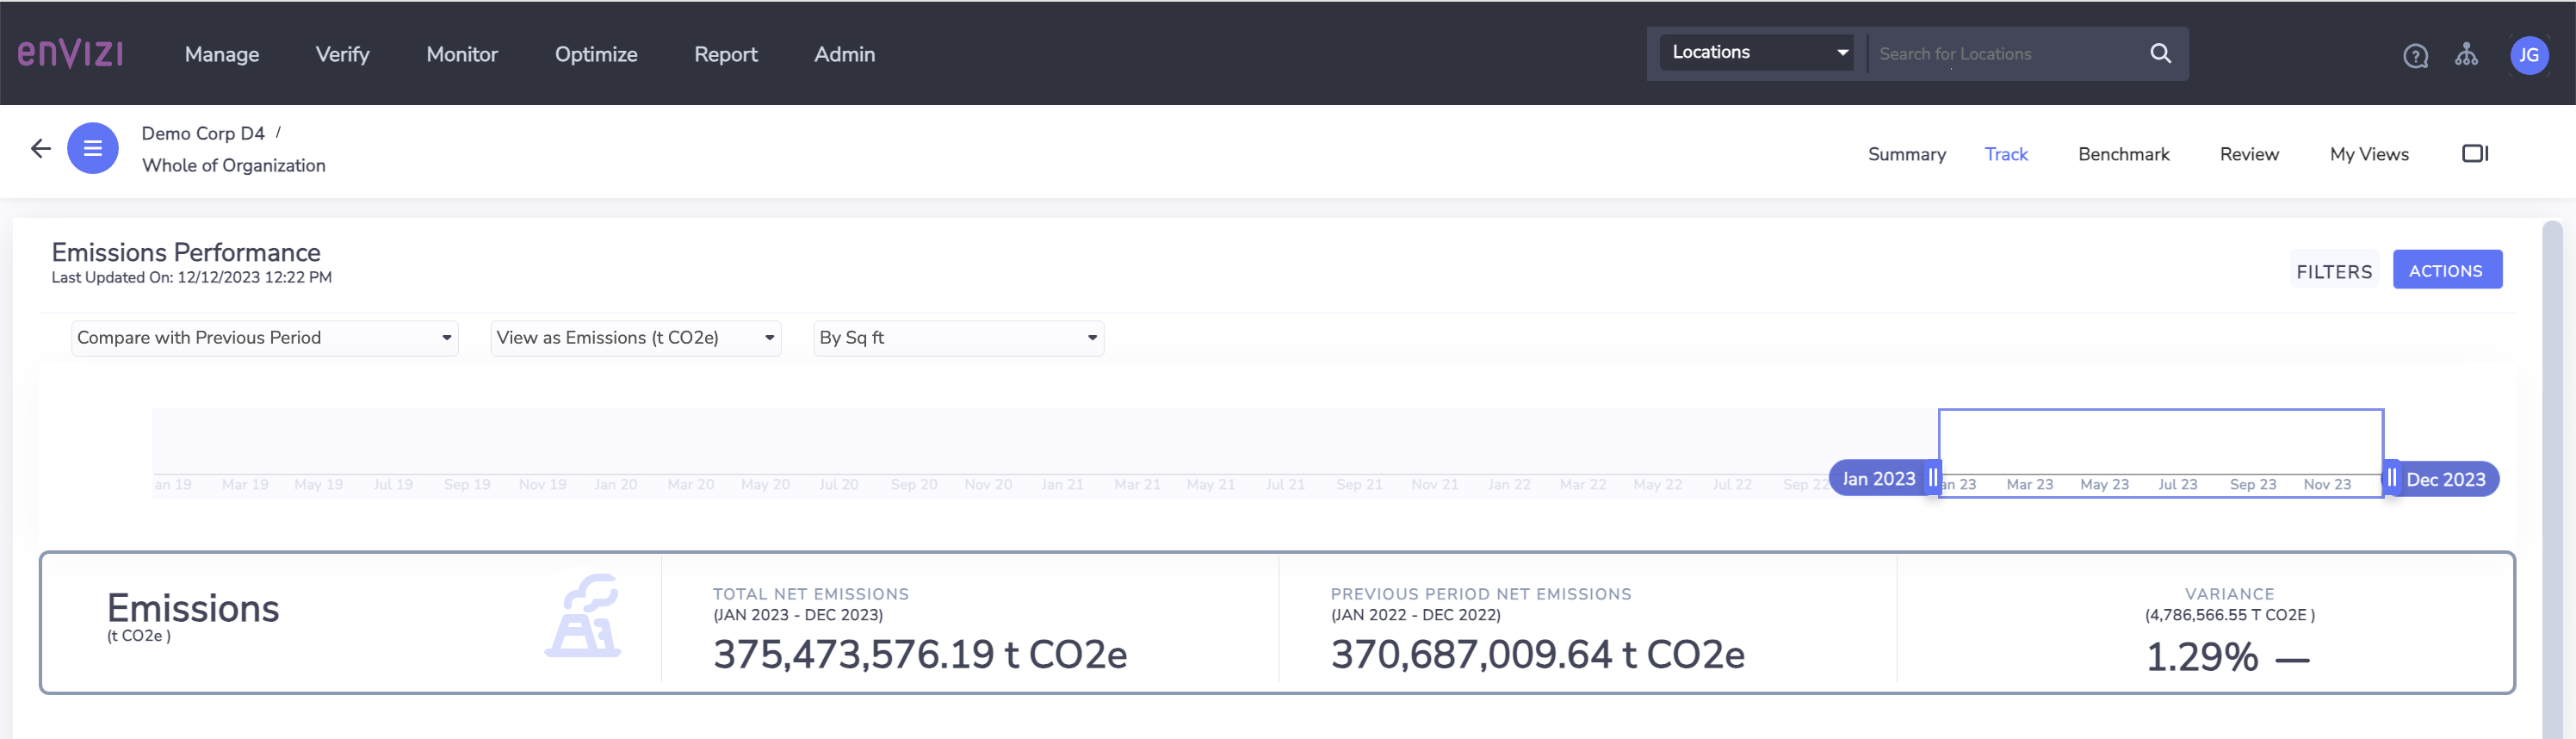 enVizi Manage Verify Monitor Optimize Report Admin Locations Search for Locations JG
Demo Corp D4 /
Whole of Organization
Summary Track Benchmark Review My Views
Emissions Performance
Last Updated On: 12/12/2023 12:22 PM
FILTERS ACTIONS
Compare with Previous Period View as Emissions (t CO2e) By Sq ft
an 19 Mar 19 May 19 Jul 19 Sep 19 Nov 19 Jan 20 Mar 20 May 20 Jul 20 Sep 20 Nov 20 Jan 21 Mar 21 May 21 Jul 21 Sep 21 Nov 21 Jan 22 Mar 22 May 22 Jul 22 Sep 22 Jan 2023 an 23 Mar 23 May 23 Jul 23 Sep 23 Nov 23 Dec 2023
Emissions
(t CO2e )
TOTAL NET EMISSIONS
(JAN 2023 - DEC 2023)
375,473,576.19 t CO2e
PREVIOUS PERIOD NET EMISSIONS
(JAN 2022 - DEC 2022)
370,687,009.64 t CO2e
VARIANCE
(4,786,566.55 T CO2E )
1.29% —